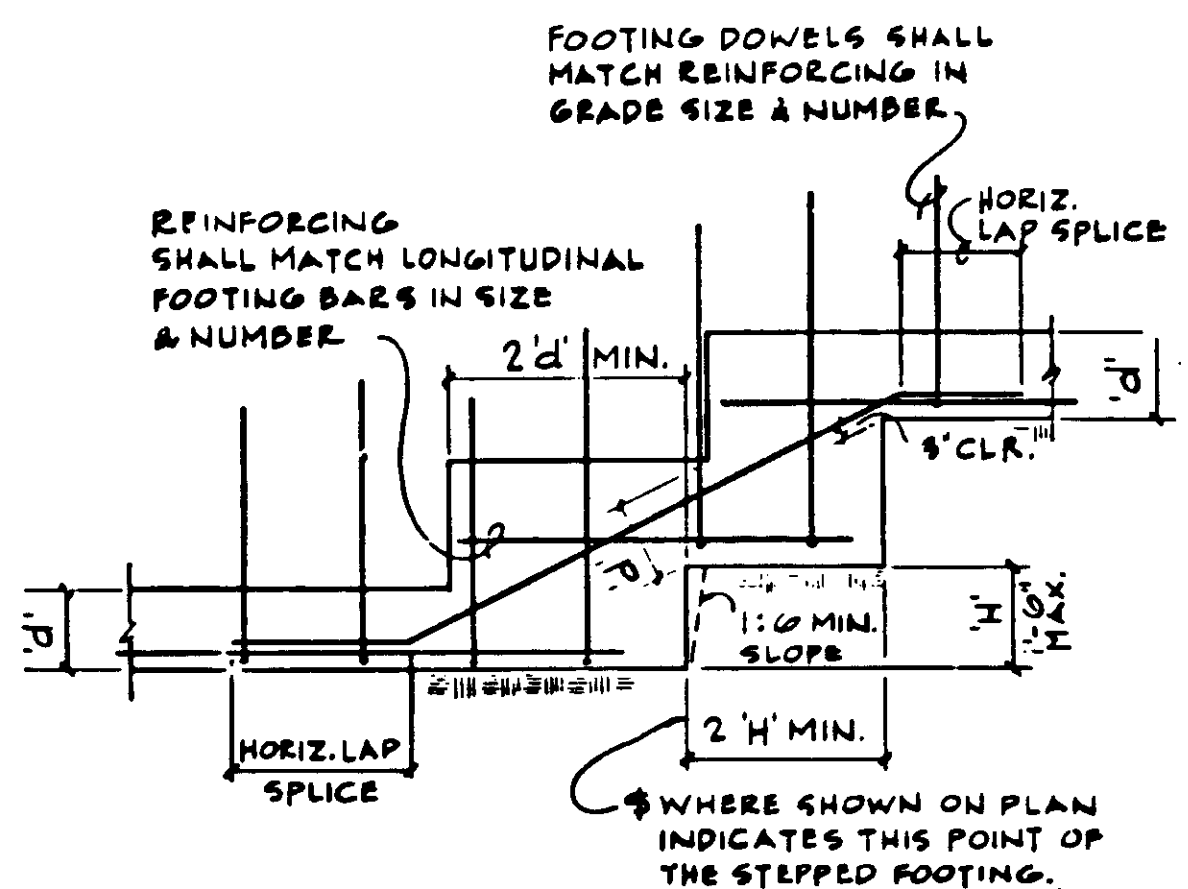 FOOTING DOWELS SHALL
MATCH REINFORCING IN
GRADE SIZE & NUMBER
HORIZ.
LAP SPLICE
REINFORCING
SHALL MATCH LONGITUDINAL
FOOTING BARS IN SIZE
& NUMBER
2'd' MIN.
'd'
3" CLR.
'd'
'd'
1:6 MIN.
SLOPE
'H'
MAX.
2 'H' MIN.
HORIZ. LAP
SPLICE
WHERE SHOWN ON PLAN
INDICATES THIS POINT OF
THE STEPPED FOOTING.